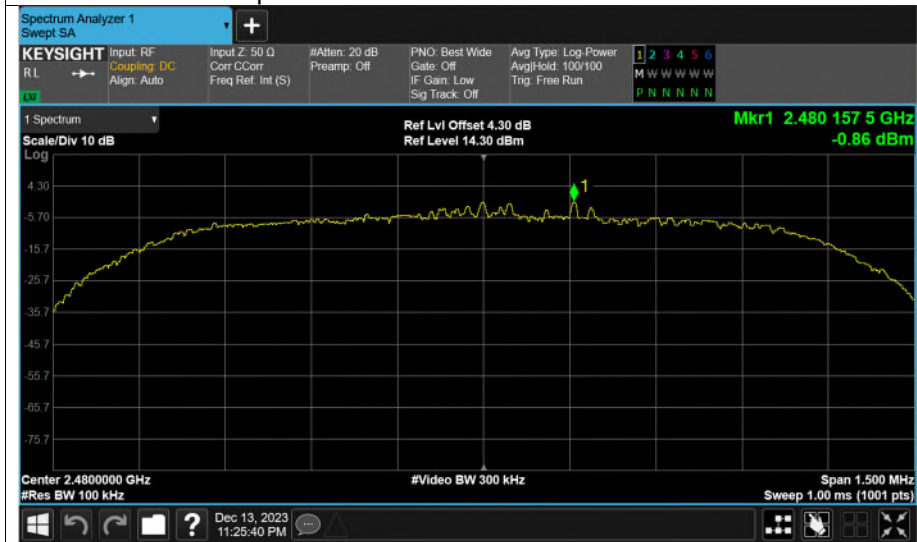 Spectrum Analyzer 1
Swept SA
KEYSIGHT
RL
LXI
Input: RF
Coupling: DC
Align: Auto
Input Z: 50 Ω
Corr CCorr
Freq Ref: Int (S)
#Atten: 20 dB
Preamp: Off
PNO: Best Wide
Gate: Off
IF Gain: Low
Sig Track: Off
Avg Type: Log-Power
Avg|Hold: 100/100
Trig: Free Run
1 2 3 4 5 6
M W W W W W
P N N N N N
1 Spectrum
Scale/Div 10 dB
Log
Ref Lvl Offset 4.30 dB
Ref Level 14.30 dBm
Mkr1 2.480 157 5 GHz
-0.86 dBm
4.30
-5.70
-15.7
-25.7
-35.7
-45.7
-55.7
-65.7
-75.7
1
Center 2.4800000 GHz
#Res BW 100 kHz
#Video BW 300 kHz
Span 1.500 MHz
Sweep 1.00 ms (1001 pts)
?
Dec 13, 2023
11:25:40 PM